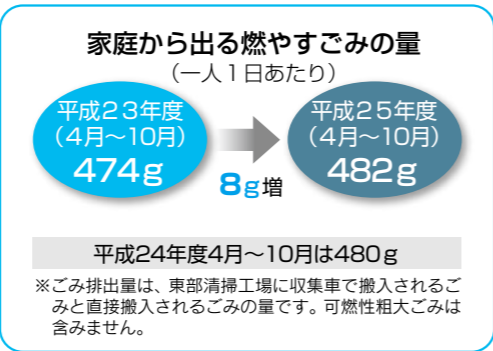 家庭から出る燃やすごみの量
（一人１日あたり）
平成２３年度
（４月〜10月）
474g
8g増
平成２５年度
（４月〜10月）
482g
平成24年度4月〜10月は480ｇ
※ごみ排出量は、東部清掃工場に収集車で搬入されるご
みと直接搬入されるごみの量です。可燃性粗大ごみは
含みません。